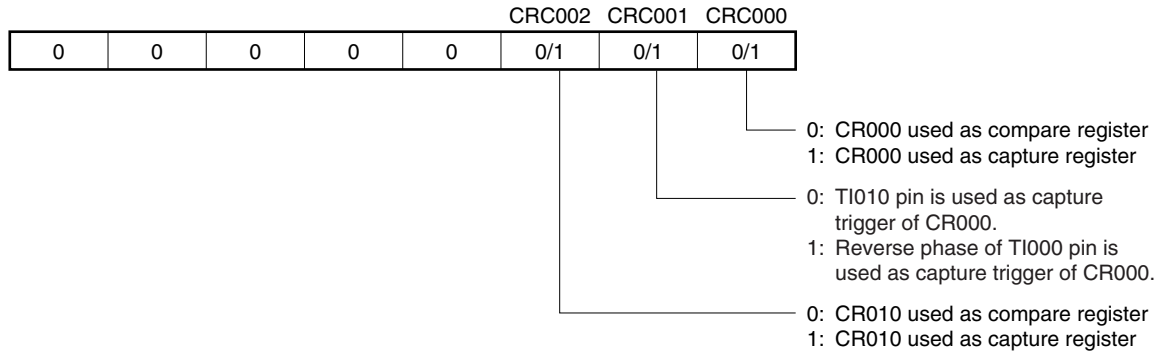 CRC002 CRC001 CRC000
0 0 0 0 0 0/1 0/1 0/1
0: CR000 used as compare register
1: CR000 used as capture register
0: TI010 pin is used as capture
trigger of CR000.
1: Reverse phase of TI000 pin is
used as capture trigger of CR000.
0: CR010 used as compare register
1: CR010 used as capture register